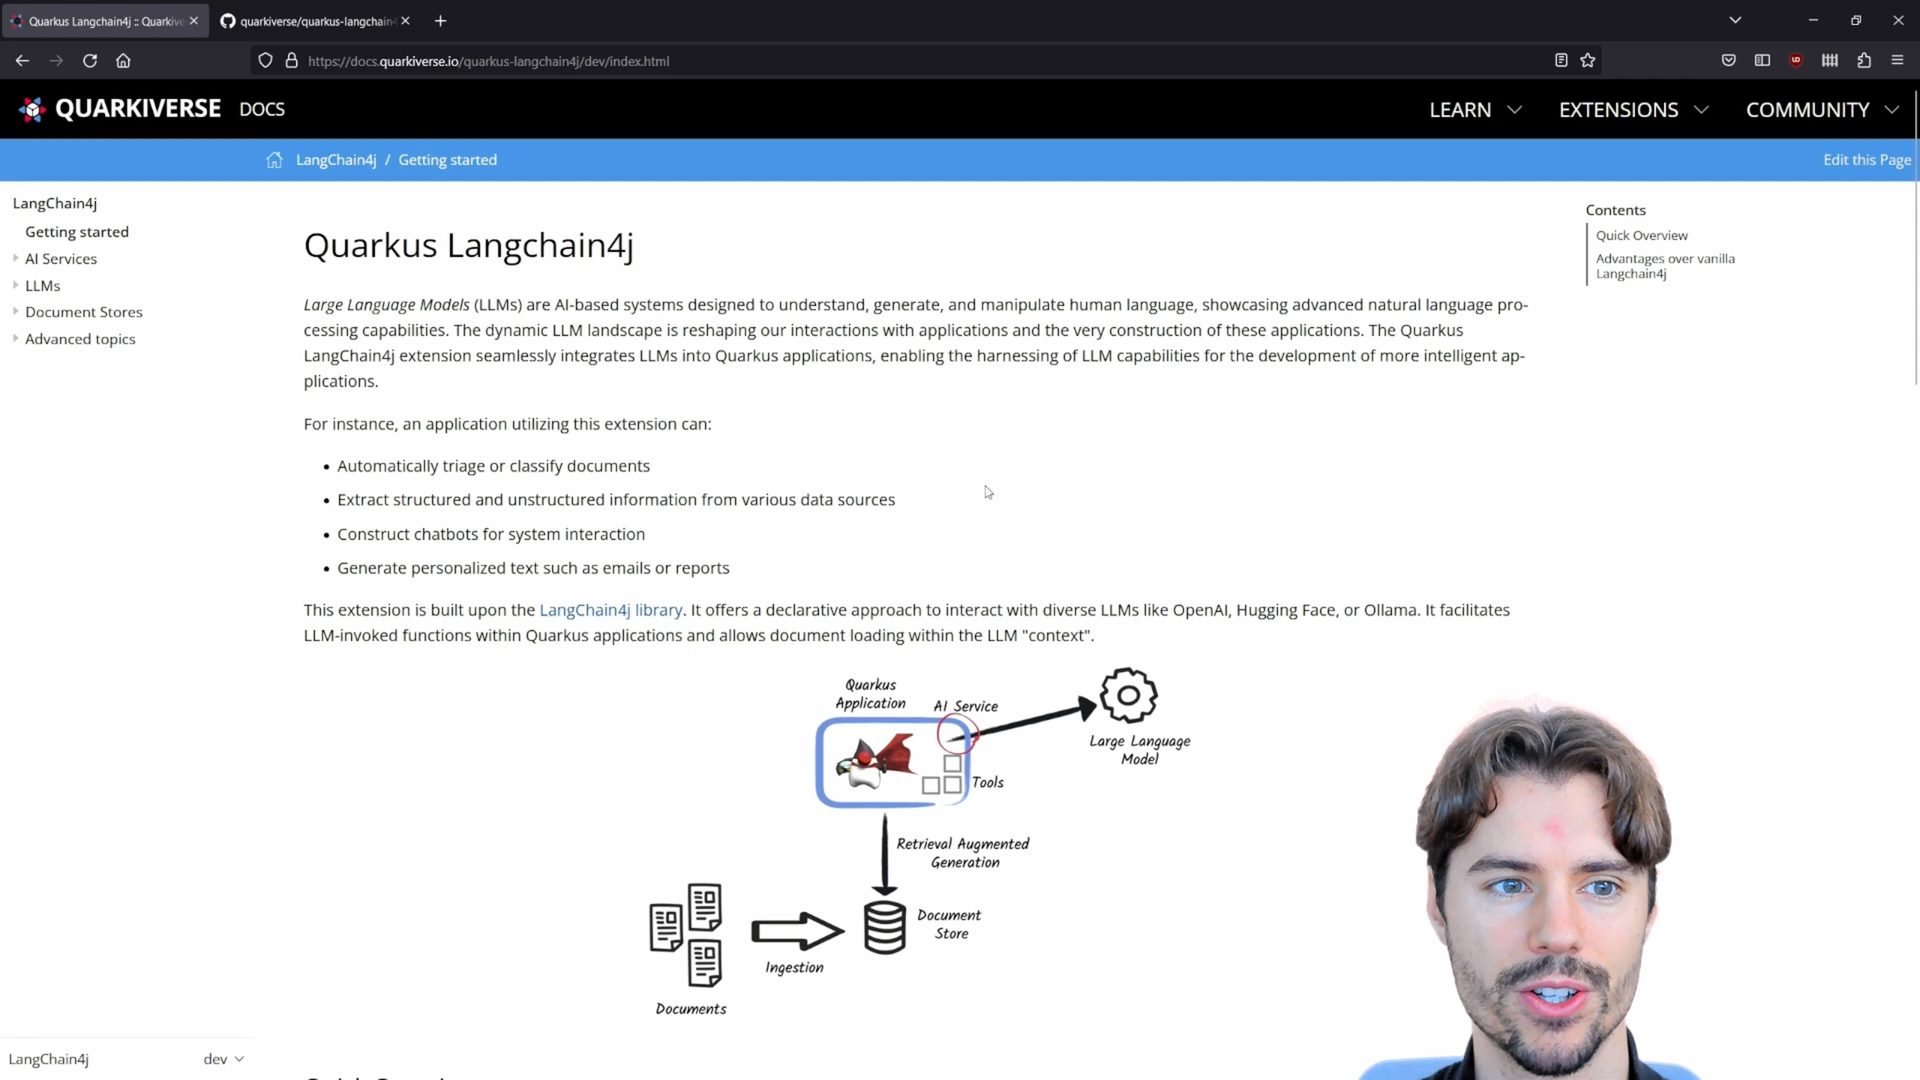 Quarkus Langchain4j :: Quarkive
quarkiverse/quarkus-langchain4
https://docs.quarkiverse.io/quarkus-langchain4j/dev/index.html
QUARKIVERSE DOCS
LEARN
EXTENSIONS
COMMUNITY
LangChain4j / Getting started
Edit this Page
LangChain4j
Getting started
AI Services
LLMs
Document Stores
Advanced topics
Contents
Quick Overview
Advantages over vanilla
Langchain4j
Quarkus Langchain4j
Large Language Models (LLMs) are AI-based systems designed to understand, generate, and manipulate human language, showcasing advanced natural language pro-
cessing capabilities. The dynamic LLM landscape is reshaping our interactions with applications and the very construction of these applications. The Quarkus
LangChain4j extension seamlessly integrates LLMs into Quarkus applications, enabling the harnessing of LLM capabilities for the development of more intelligent ap-
plications.
For instance, an application utilizing this extension can:
• Automatically triage or classify documents
• Extract structured and unstructured information from various data sources
• Construct chatbots for system interaction
• Generate personalized text such as emails or reports
This extension is built upon the LangChain4j library. It offers a declarative approach to interact with diverse LLMs like OpenAI, Hugging Face, or Ollama. It facilitates
LLM-invoked functions within Quarkus applications and allows document loading within the LLM "context".
Quarkus
Application
AI Service
Large Language
Model
Tools
Retrieval Augmented
Generation
Document
Store
Ingestion
Documents
LangChain4j
dev